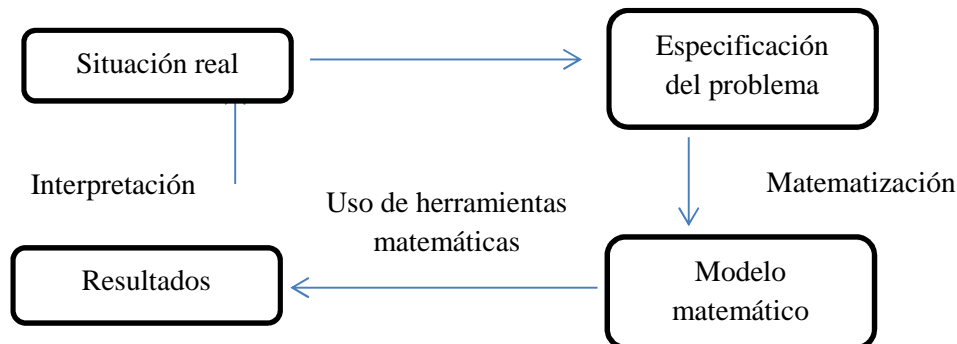 Situación real
Especificación
del problema
Interpretación
Matematización
Uso de herramientas
matemáticas
Resultados
Modelo
matemático